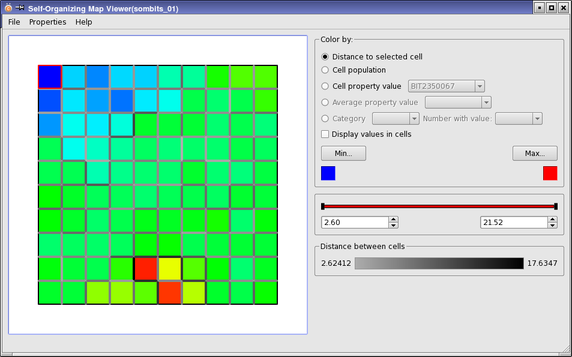 Self-Organizing Map Viewer(sombits_01)
File Properties Help
Color by:
Distance to selected cell
Cell population
Cell property value BIT2350067
Average property value
Category Number with value:
Display values in cells
Min... Max...
2.60 21.52
Distance between cells
2.62412 17.6347